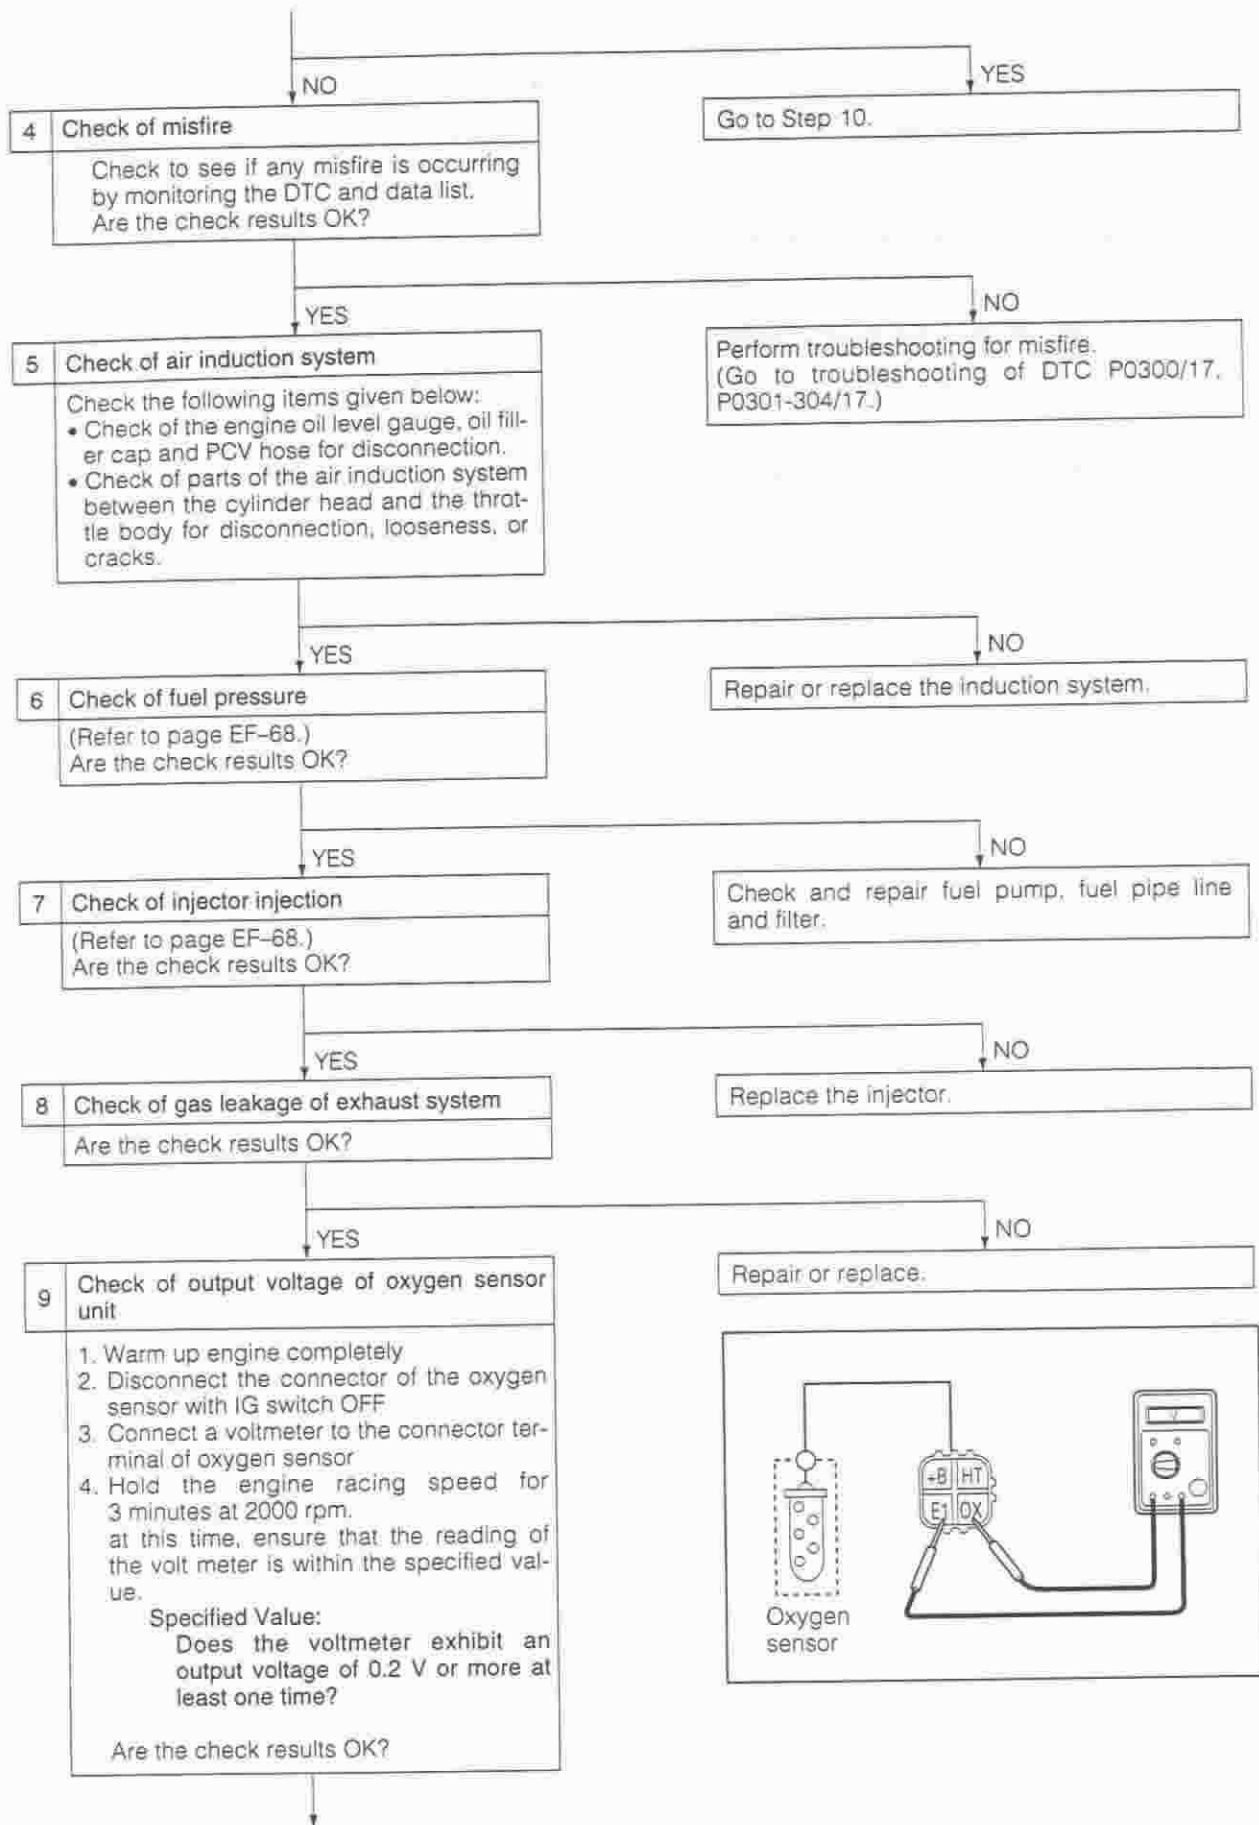 NO
YES
4 Check of misfire
Go to Step 10.
Check to see if any misfire is occurring
by monitoring the DTC and data list.
Are the check results OK?
YES
NO
5 Check of air induction system
Perform troubleshooting for misfire.
(Go to troubleshooting of DTC P0300/17,
P0301-304/17.)
Check the following items given below:
• Check of the engine oil level gauge, oil fill-
er cap and PCV hose for disconnection.
• Check of parts of the air induction system
between the cylinder head and the throt-
tle body for disconnection, looseness, or
cracks.
YES
NO
6 Check of fuel pressure
Repair or replace the induction system.
(Refer to page EF–68.)
Are the check results OK?
YES
NO
7 Check of injector injection
Check and repair fuel pump, fuel pipe line
and filter.
(Refer to page EF–68.)
Are the check results OK?
YES
NO
8 Check of gas leakage of exhaust system
Replace the injector.
Are the check results OK?
YES
NO
9 Check of output voltage of oxygen sensor
unit
Repair or replace.
1. Warm up engine completely
2. Disconnect the connector of the oxygen
sensor with IG switch OFF
3. Connect a voltmeter to the connector ter-
minal of oxygen sensor
4. Hold the engine racing speed for
3 minutes at 2000 rpm.
at this time, ensure that the reading of
the volt meter is within the specified val-
ue.
Specified Value:
Does the voltmeter exhibit an
output voltage of 0.2 V or more at
least one time?
Are the check results OK?
+B HT
E1 OX
V
Oxygen
sensor